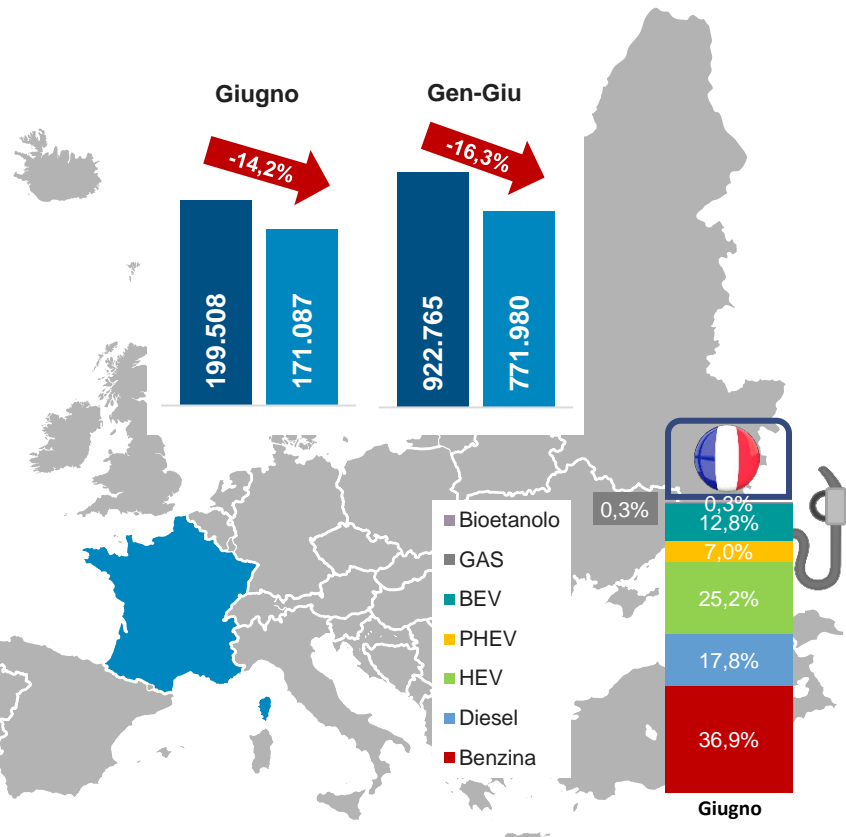 Giugno
Gen-Giu
-14,2%
-16,3%
199.508
171.087
922.765
771.980
Bioetanolo
GAS
BEV
PHEV
HEV
Diesel
Benzina
0,3%
0,3%
12,8%
7,0%
25,2%
17,8%
36,9%
Giugno